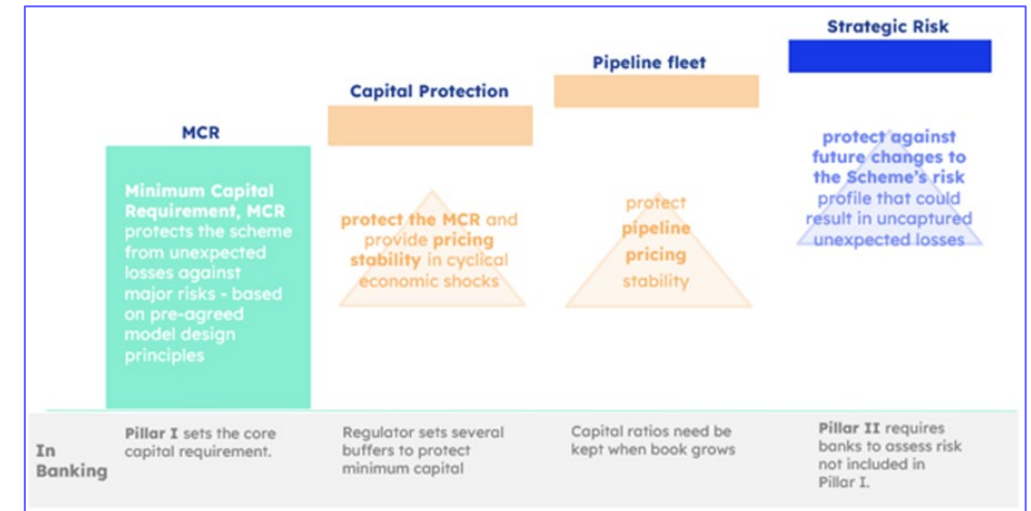 MCR
Minimum Capital
Requirement, MCR
protects the scheme
from unexpected
losses against
major risks - based
on pre-agreed
model design
principles
Capital Protection
protect the MCR and
provide pricing
stability in cyclical
economic shocks
Pipeline fleet
protect
pipeline
pricing
stability
Strategic Risk
protect against
future changes to
the Scheme's risk
profile that could
result in uncaptured
unexpected losses
In
Banking
Pillar I sets the core
capital requirement.
Regulator sets several
buffers to protect
minimum capital
Capital ratios need be
kept when book grows
Pillar II requires
banks to assess risk
not included in
Pillar I.